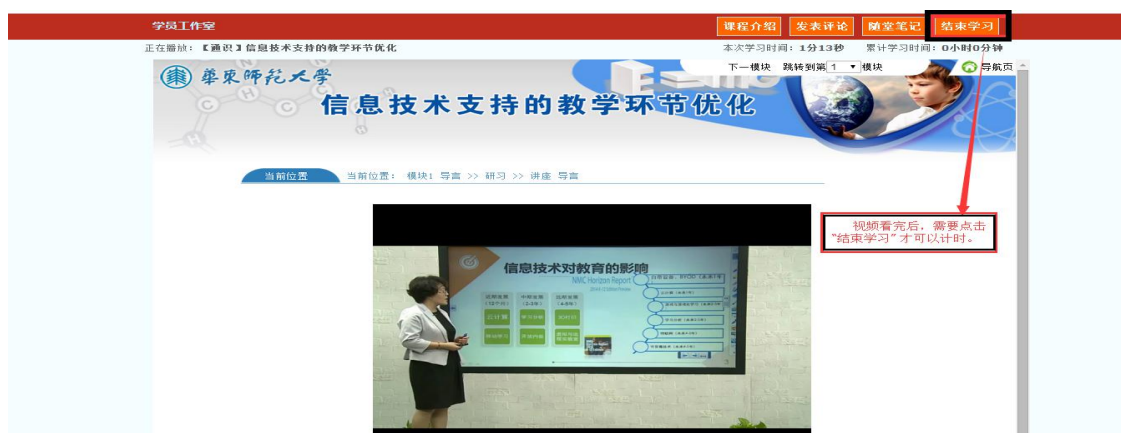 学员工作室
课程介绍 发表评论 随堂笔记 结束学习
正在播放：【通识】信息技术支持的教学环节优化
本次学习时间：1分13秒 累计学习时间：0小时0分钟
下一模块 跳转到第 1 模块 导航页
華東師範大学
信息技术支持的教学环节优化
当前位置 当前位置： 模块1 导言 >> 研习 >> 讲座 导言
视频看完后，需要点击
“结束学习”才可以计时。
信息技术对教育的影响
NMC Horizon Report